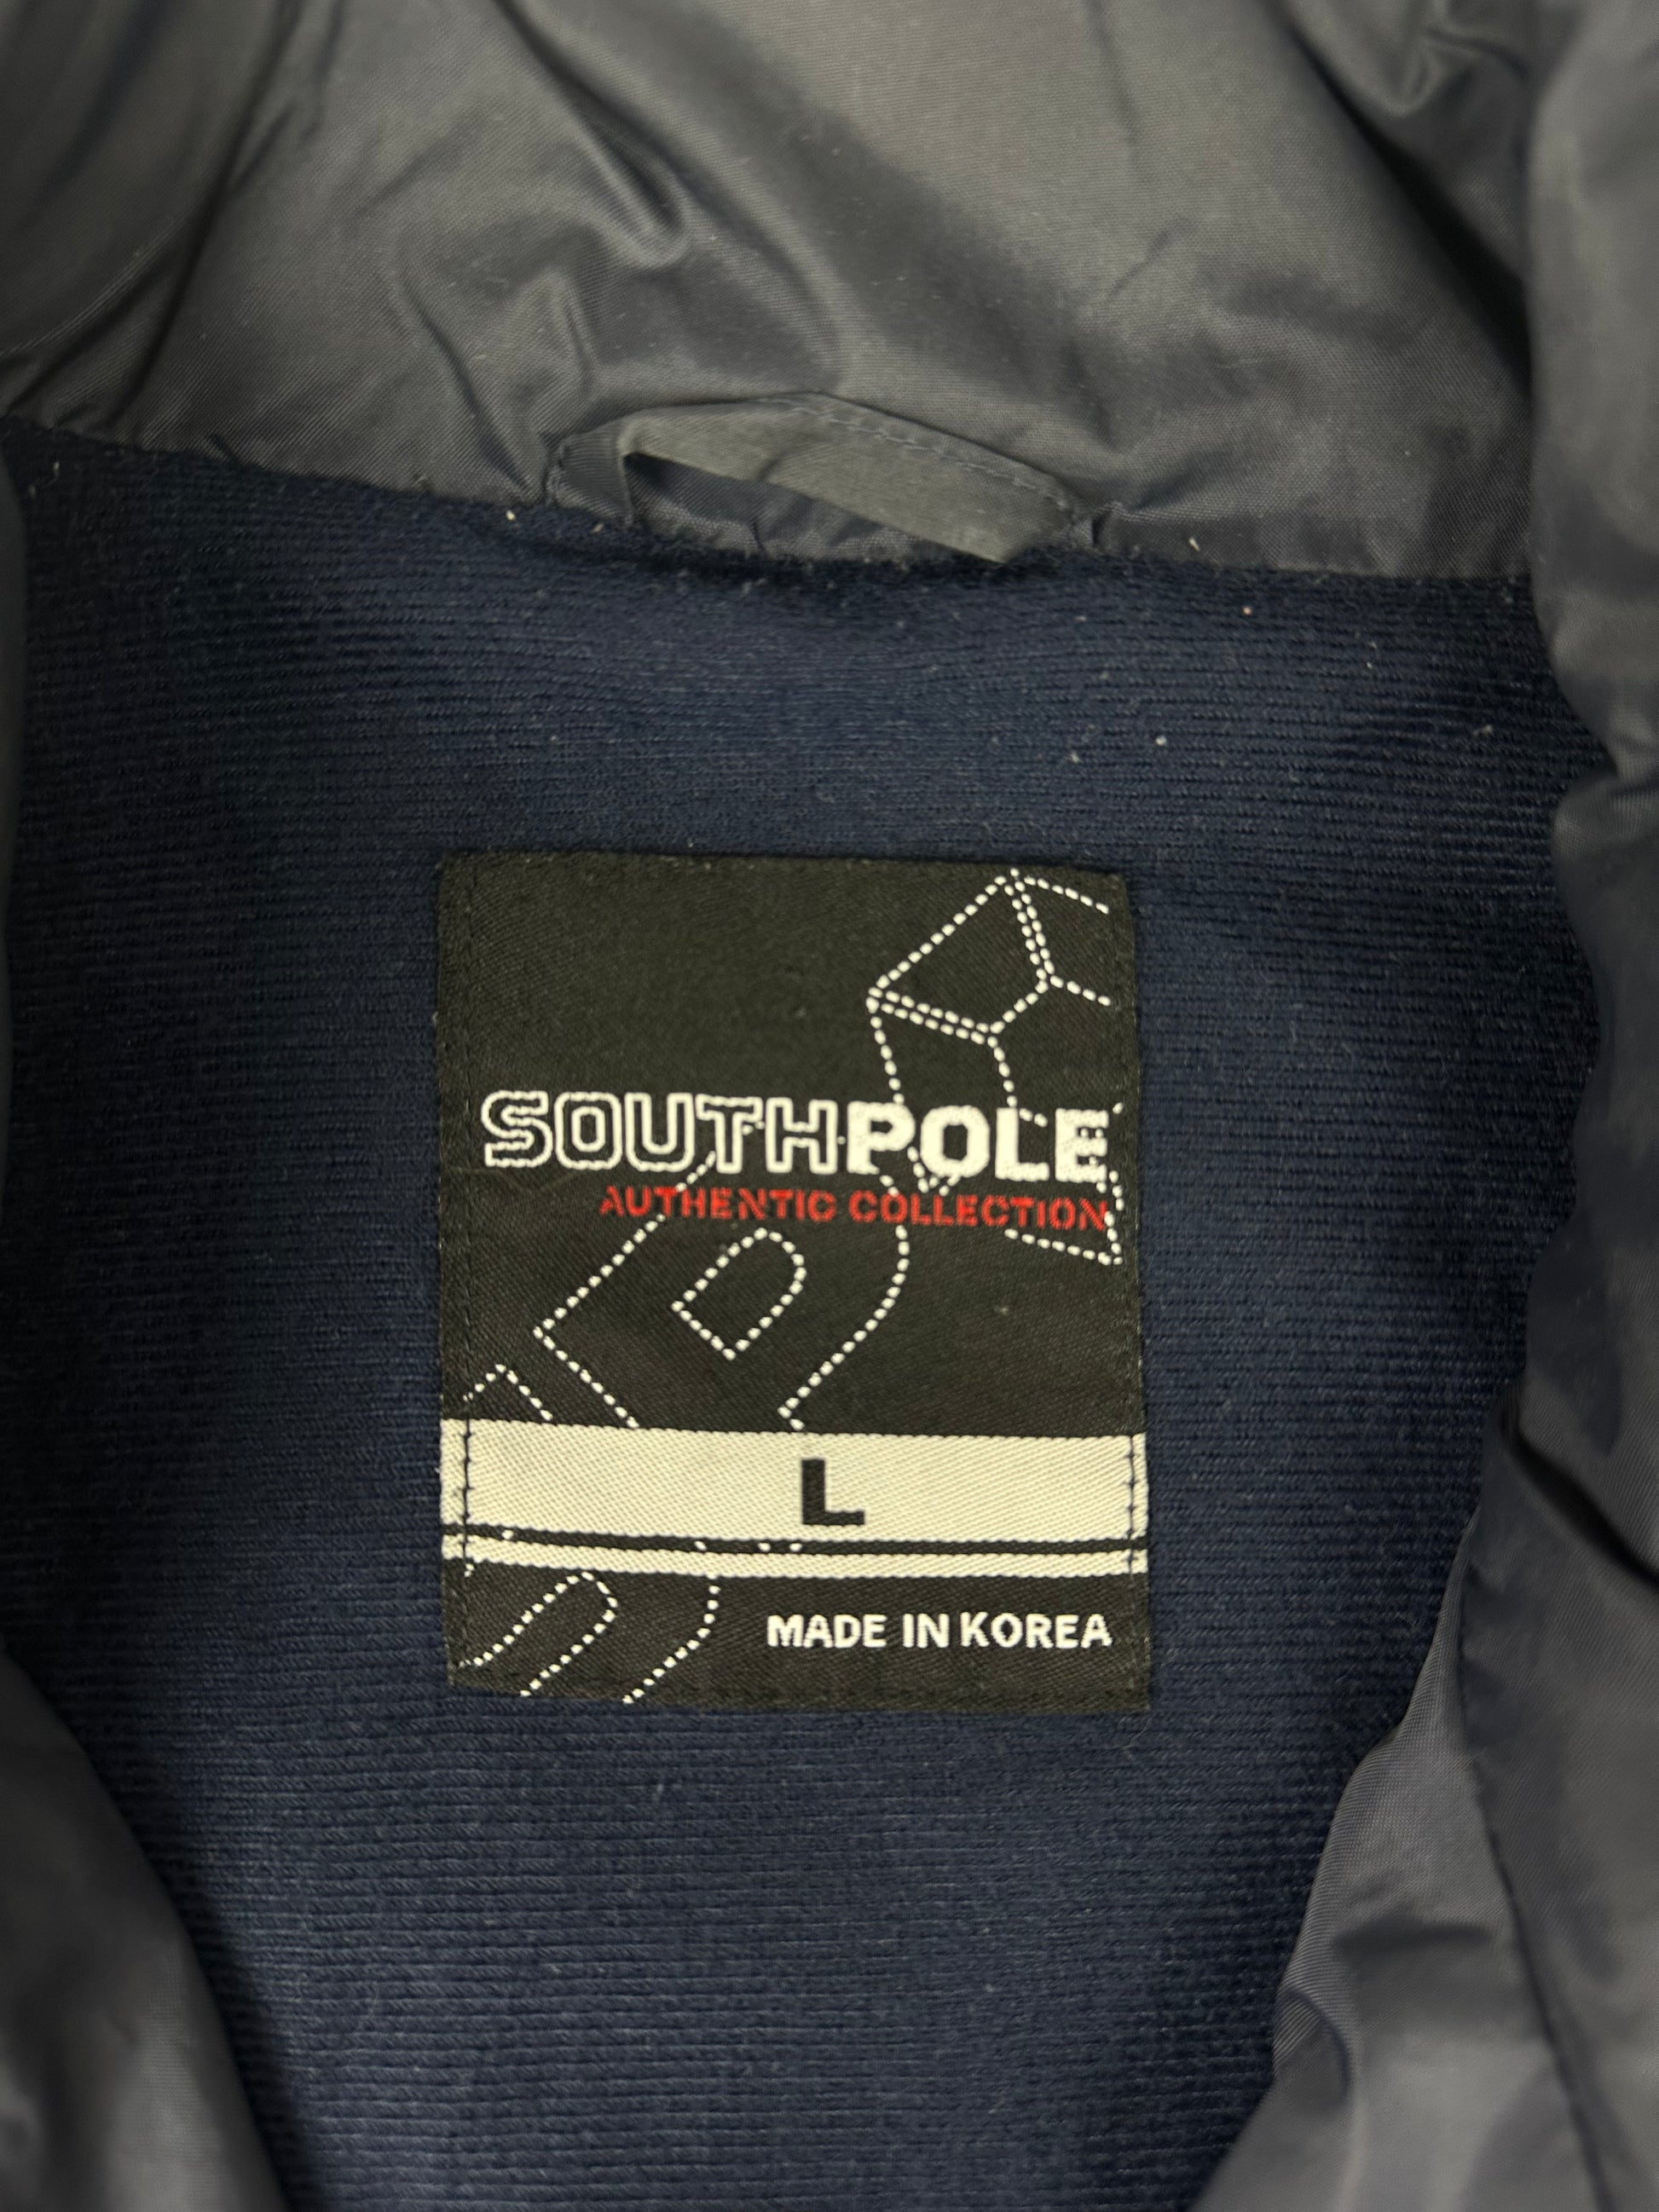 SOUTHPOLE
AUTHENTIC COLLECTION
L
MADE IN KOREA